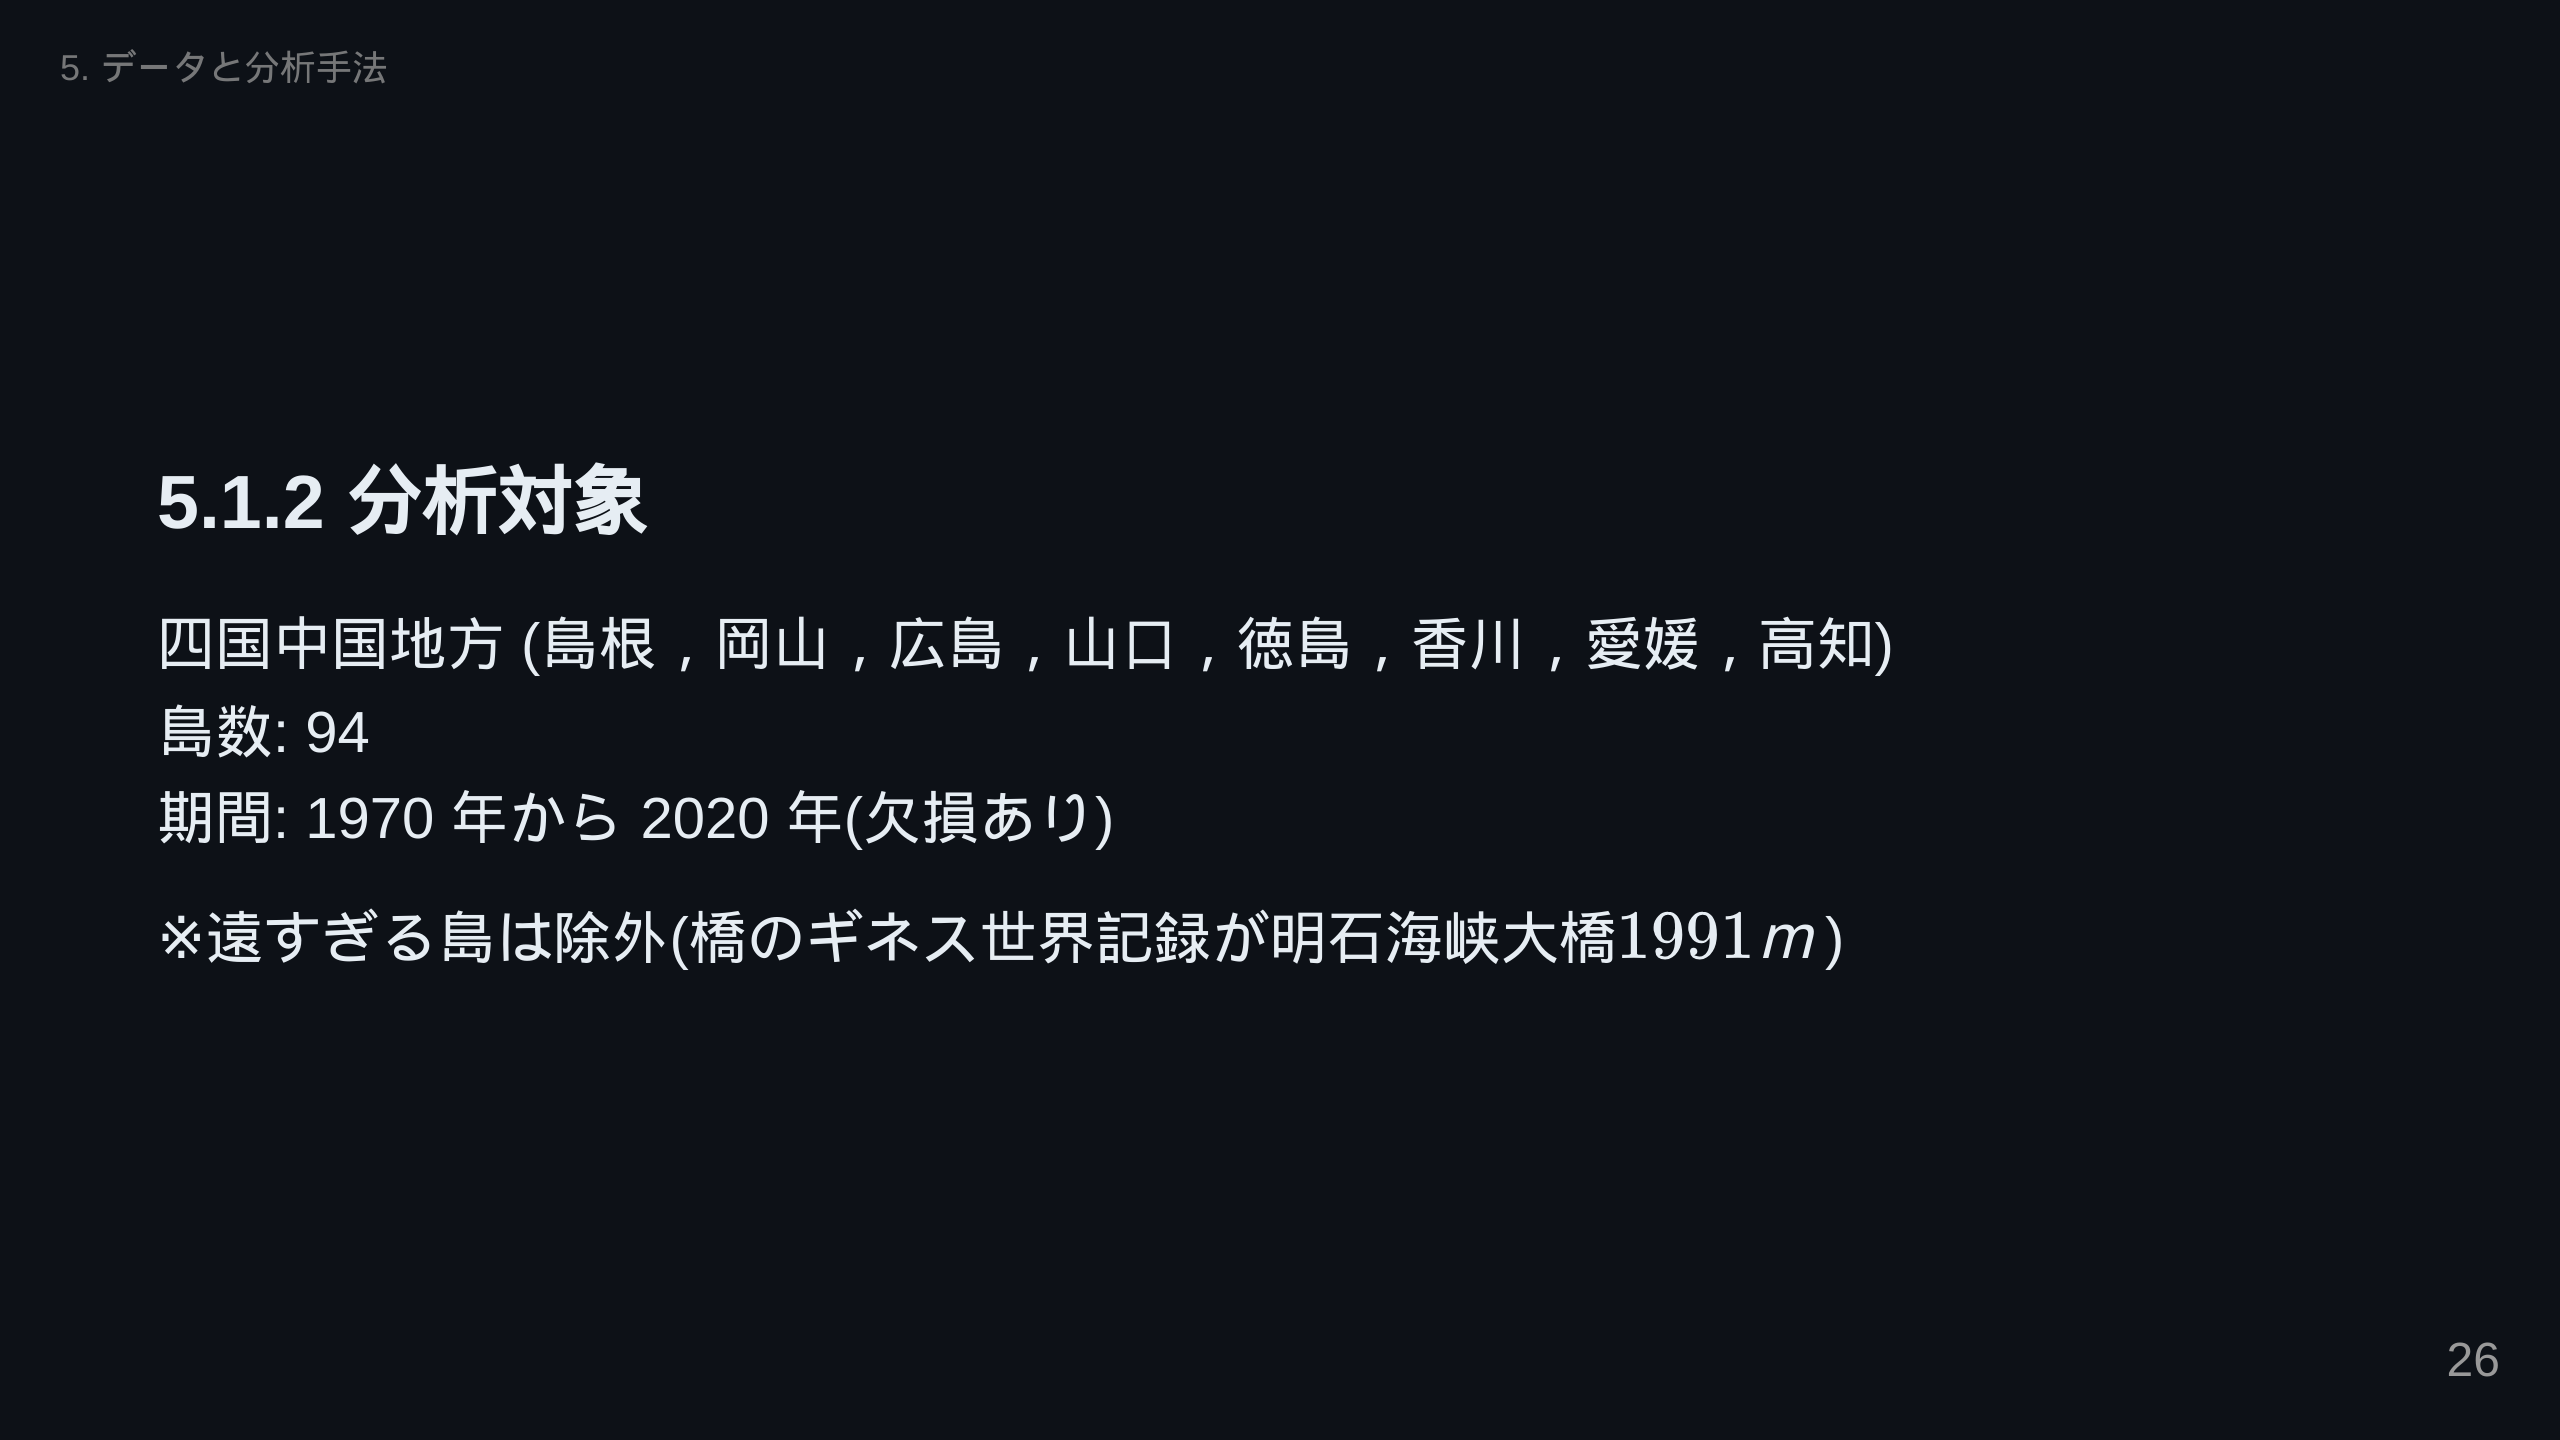 5. データと分析手法
5.1.2 分析対象
四国中国地方 (島根，岡山，広島，山口，徳島，香川，愛媛，高知)
島数: 94
期間: 1970 年から 2020 年(欠損あり)
※遠すぎる島は除外(橋のギネス世界記録が明石海峡大橋1991m)
26